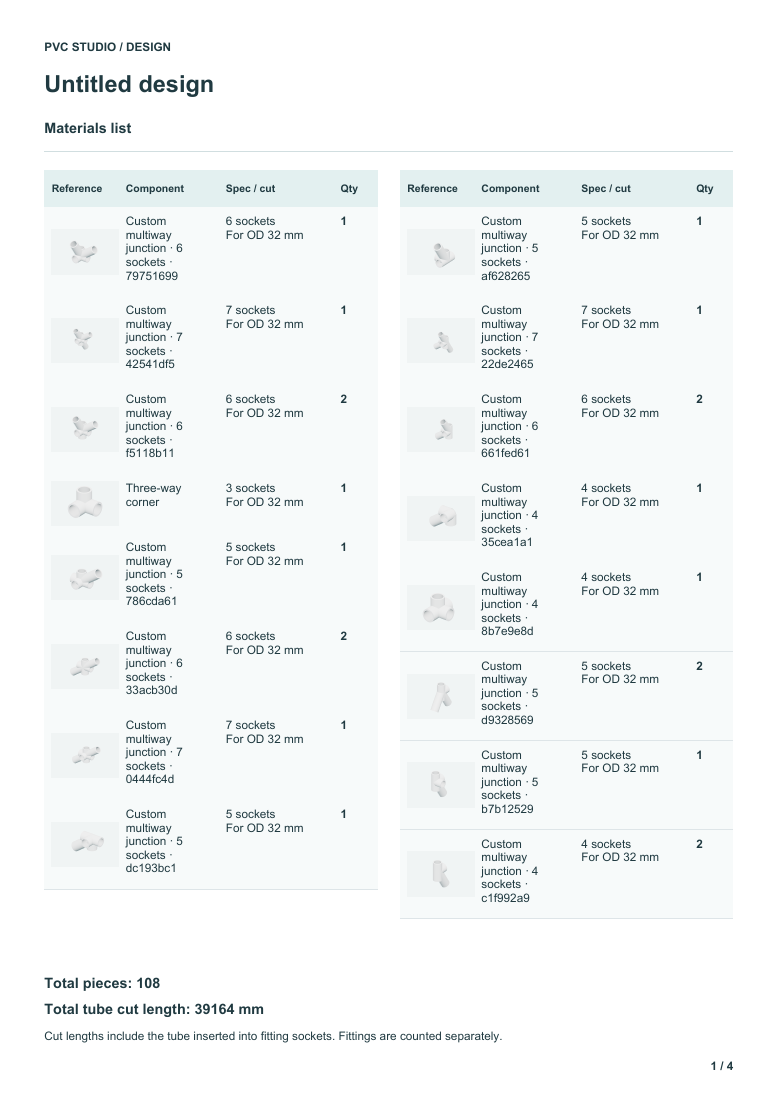 PVC STUDIO / DESIGN
Untitled design
Materials list
Reference Component Spec / cut Qty
Custom multiway junction · 6 sockets · 79751699 6 sockets For OD 32 mm 1
Custom multiway junction · 7 sockets · 42541df5 7 sockets For OD 32 mm 1
Custom multiway junction · 6 sockets · f5118b11 6 sockets For OD 32 mm 2
Three-way corner 3 sockets For OD 32 mm 1
Custom multiway junction · 5 sockets · 786cda61 5 sockets For OD 32 mm 1
Custom multiway junction · 6 sockets · 33acb30d 6 sockets For OD 32 mm 2
Custom multiway junction · 7 sockets · 0444fc4d 7 sockets For OD 32 mm 1
Custom multiway junction · 5 sockets · dc193bc1 5 sockets For OD 32 mm 1
Reference Component Spec / cut Qty
Custom multiway junction · 5 sockets · af628265 5 sockets For OD 32 mm 1
Custom multiway junction · 7 sockets · 22de2465 7 sockets For OD 32 mm 1
Custom multiway junction · 6 sockets · 661fed61 6 sockets For OD 32 mm 2
Custom multiway junction · 4 sockets · 35cea1a1 4 sockets For OD 32 mm 1
Custom multiway junction · 4 sockets · 8b7e9e8d 4 sockets For OD 32 mm 1
Custom multiway junction · 5 sockets · d9328569 5 sockets For OD 32 mm 2
Custom multiway junction · 5 sockets · b7b12529 5 sockets For OD 32 mm 1
Custom multiway junction · 4 sockets · c1f992a9 4 sockets For OD 32 mm 2
Total pieces: 108
Total tube cut length: 39164 mm
Cut lengths include the tube inserted into fitting sockets. Fittings are counted separately.
1 / 4